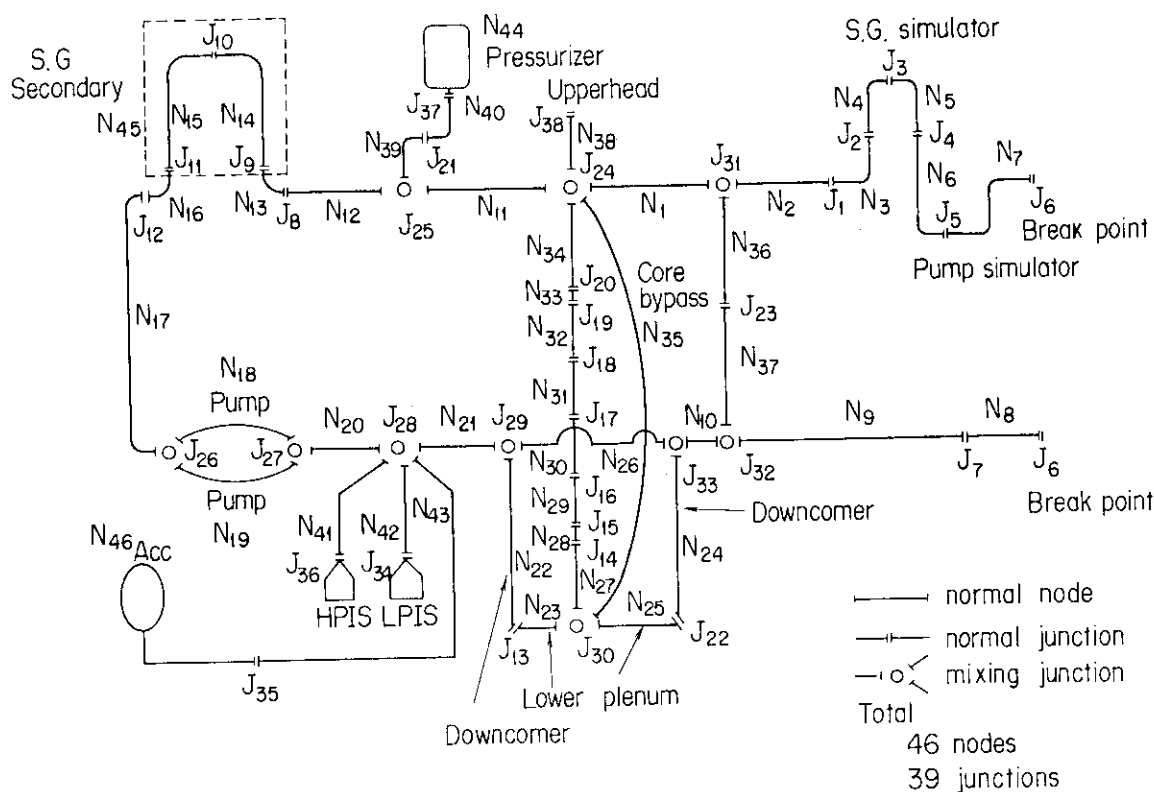 S.G
Secondary
N45
J10
N15
N14
J11
J9
N44
Pressurizer
J37
N40
N39
J21
Upperhead
J38
N38
J24
S.G. simulator
J3
N4
N5
J2
J4
N7
J31
N6
J6
Break point
J12
N16
N13
J8
N12
J25
N11
N1
N2
J1
N3
J5
Pump simulator
N17
N34
J20
N33
J19
N32
J18
N31
J17
Core
bypass
N35
N36
J23
N37
N18
Pump
J26
J27
Pump
N19
N20
J28
N21
J29
N30
N26
N10
J33
J32
N9
N8
J7
J6
Break point
J16
N29
J15
N28
J14
N27
Downcomer
N24
N46
Acc
N41
N42
N43
J36
J34
HPIS
LPIS
N22
N23
J13
J30
N25
J22
J35
Lower plenum
Downcomer
normal node
normal junction
mixing junction
Total
46 nodes
39 junctions